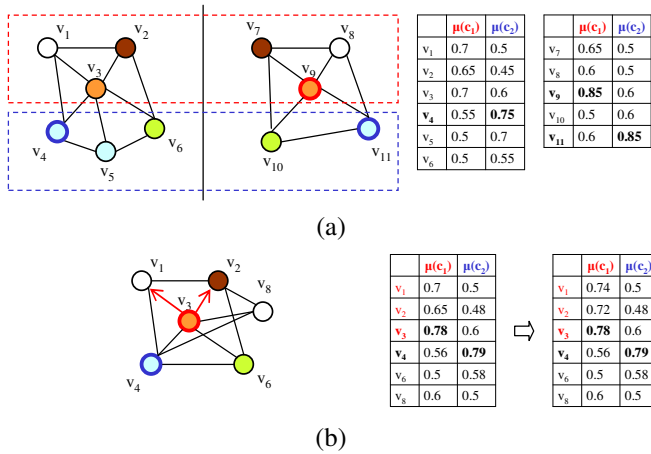 (a)
v1 v2 v7 v8
v3 v9
v4 v5 v6 v10 v11
μ(c1) μ(c2)
v1 0.7 0.5
v2 0.65 0.45
v3 0.7 0.6
v4 0.55 0.75
v5 0.5 0.7
v6 0.5 0.55
μ(c1) μ(c2)
v7 0.65 0.5
v8 0.6 0.5
v9 0.85 0.6
v10 0.5 0.6
v11 0.6 0.85
(a)
v1 v2
v3 v8
v4 v6
μ(c1) μ(c2)
v1 0.7 0.5
v2 0.65 0.48
v3 0.78 0.6
v4 0.56 0.79
v6 0.5 0.58
v8 0.6 0.5
μ(c1) μ(c2)
v1 0.74 0.5
v2 0.72 0.48
v3 0.78 0.6
v4 0.56 0.79
v6 0.5 0.58
v8 0.6 0.5
(b)
(b)